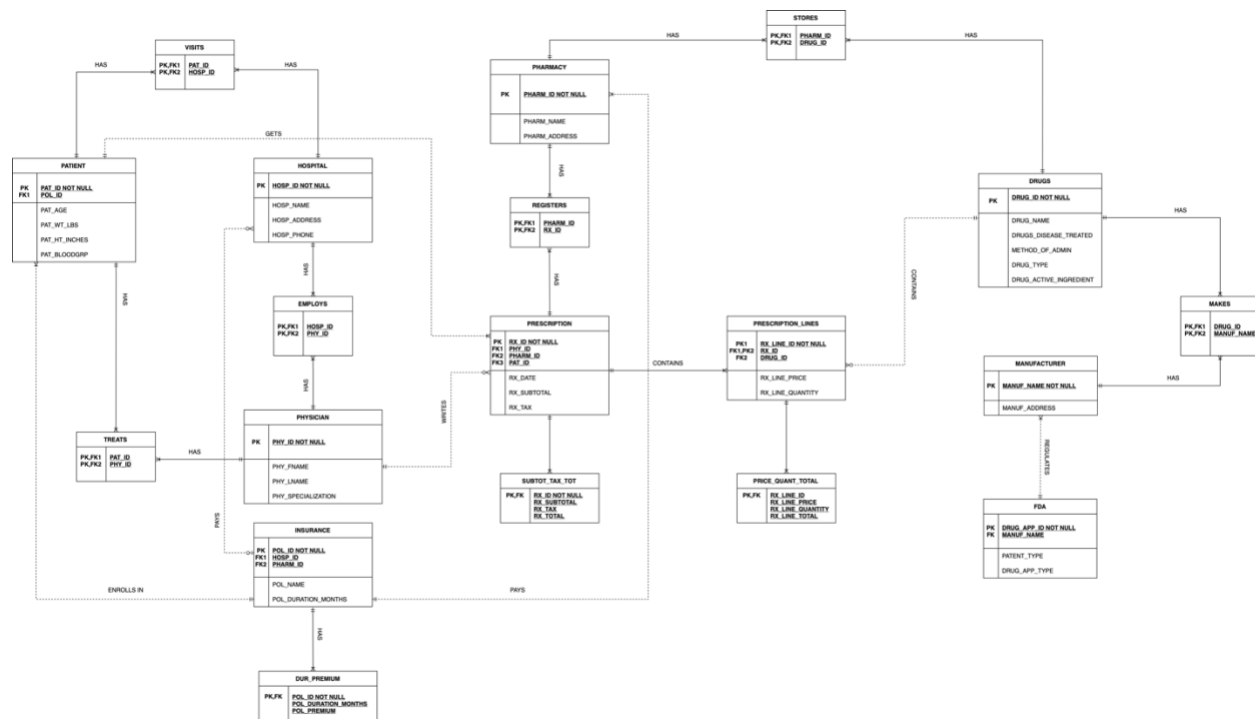 STORES
PK,FK1 PHARM_ID
PK,FK2 DRUG_ID
HAS
HAS
VISITS
PK,FK1 PAT_ID
PK,FK2 HOSP_ID
HAS
HAS
PHARMACY
PK PHARM_ID NOT NULL
PHARM_NAME
PHARM_ADDRESS
GETS
PATIENT
PK PAT_ID NOT NULL
FK1 POL_ID
PAT_AGE
PAT_WT_LBS
PAT_HT_INCHES
PAT_BLOODGRP
HOSPITAL
PK HOSP_ID NOT NULL
HOSP_NAME
HOSP_ADDRESS
HOSP_PHONE
HAS
DRUGS
PK DRUG_ID NOT NULL
DRUG_NAME
DRUGS_DISEASE_TREATED
METHOD_OF_ADMIN
DRUG_TYPE
DRUG_ACTIVE_INGREDIENT
HAS
REGISTERS
PK,FK1 PHARM_ID
PK,FK2 RX_ID
HAS
HAS
HAS
CONTAINS
EMPLOYS
PK,FK1 HOSP_ID
PK,FK2 PHY_ID
HAS
MAKES
PK,FK1 DRUG_ID
PK,FK2 MANUF_NAME
HAS
PRESCRIPTION
PK RX_ID NOT NULL
FK1 PHY_ID
FK2 PHARM_ID
FK3 PAT_ID
RX_DATE
RX_SUBTOTAL
RX_TAX
CONTAINS
PRESCRIPTION_LINES
PK1 RX_LINE_ID NOT NULL
FK1,PK2 RX_ID
FK2 DRUG_ID
RX_LINE_PRICE
RX_LINE_QUANTITY
MANUFACTURER
PK MANUF_NAME NOT NULL
MANUF_ADDRESS
WRITES
PHYSICIAN
PK PHY_ID NOT NULL
PHY_FNAME
PHY_LNAME
PHY_SPECIALIZATION
TREATS
PK,FK1 PAT_ID
PK,FK2 PHY_ID
HAS
REGULATES
SUBTOT_TAX_TOT
PK,FK RX_ID NOT NULL
RX_SUBTOTAL
RX_TAX
RX_TOTAL
PRICE_QUANT_TOTAL
PK,FK RX_LINE_ID
RX_LINE_PRICE
RX_LINE_QUANTITY
RX_LINE_TOTAL
FDA
PK DRUG_APP_ID NOT NULL
FK MANUF_NAME
PATENT_TYPE
DRUG_APP_TYPE
PAYS
INSURANCE
PK POL_ID NOT NULL
FK1 HOSP_ID
FK2 PHARM_ID
POL_NAME
POL_DURATION_MONTHS
ENROLLS IN
PAYS
HAS
DUR_PREMIUM
PK,FK POL_ID NOT NULL
POL_DURATION_MONTHS
POL_PREMIUM